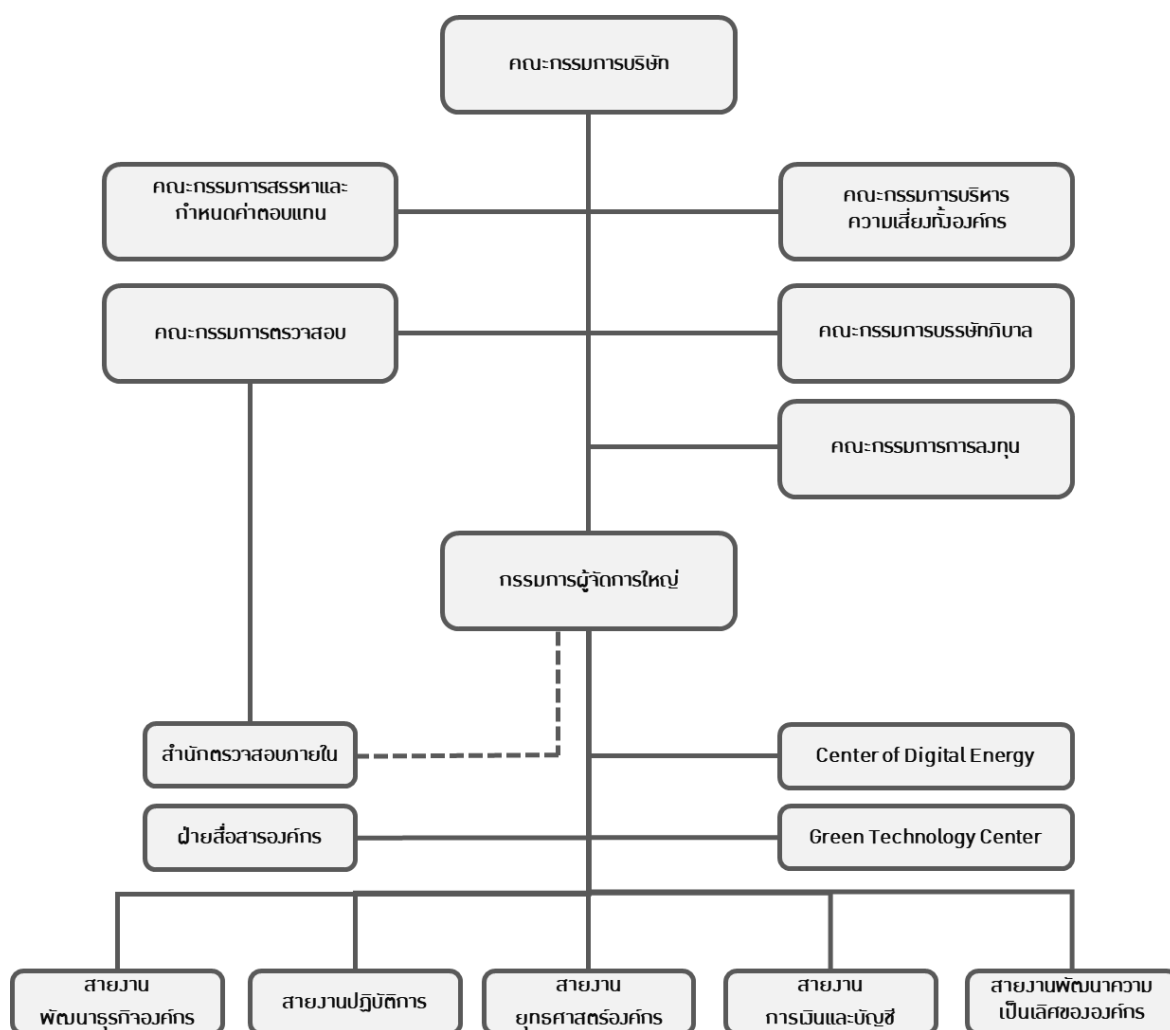 คณะกรรมการบริษัท
คณะกรรมการสรรหาและ
กำหนดค่าตอบแทน
คณะกรรมการบริหาร
ความเสี่ยงทั้งองค์กร
คณะกรรมการตรวจสอบ
คณะกรรมการบรรษัทภิบาล
คณะกรรมการการลงทุน
กรรมการผู้จัดการใหญ่
สำนักตรวจสอบภายใน
Center of Digital Energy
ฝ่ายสื่อสารองค์กร
Green Technology Center
สายงาน
พัฒนาธุรกิจองค์กร
สายงานปฏิบัติการ
สายงาน
ยุทธศาสตร์องค์กร
สายงาน
การเงินและบัญชี
สายงานพัฒนาความ
เป็นเลิศขององค์กร